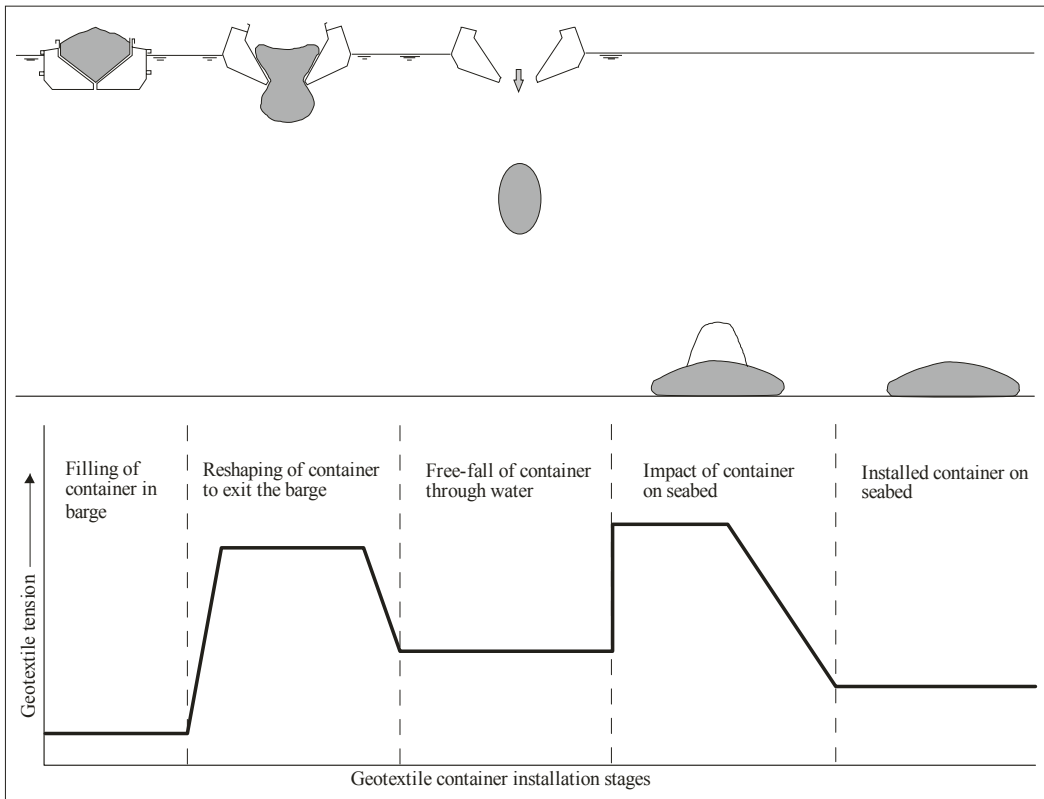 Filling of
container in
barge
Reshaping of container
to exit the barge
Free-fall of container
through water
Impact of container
on seabed
Installed container on
seabed
Geotextile tension
Geotextile container installation stages